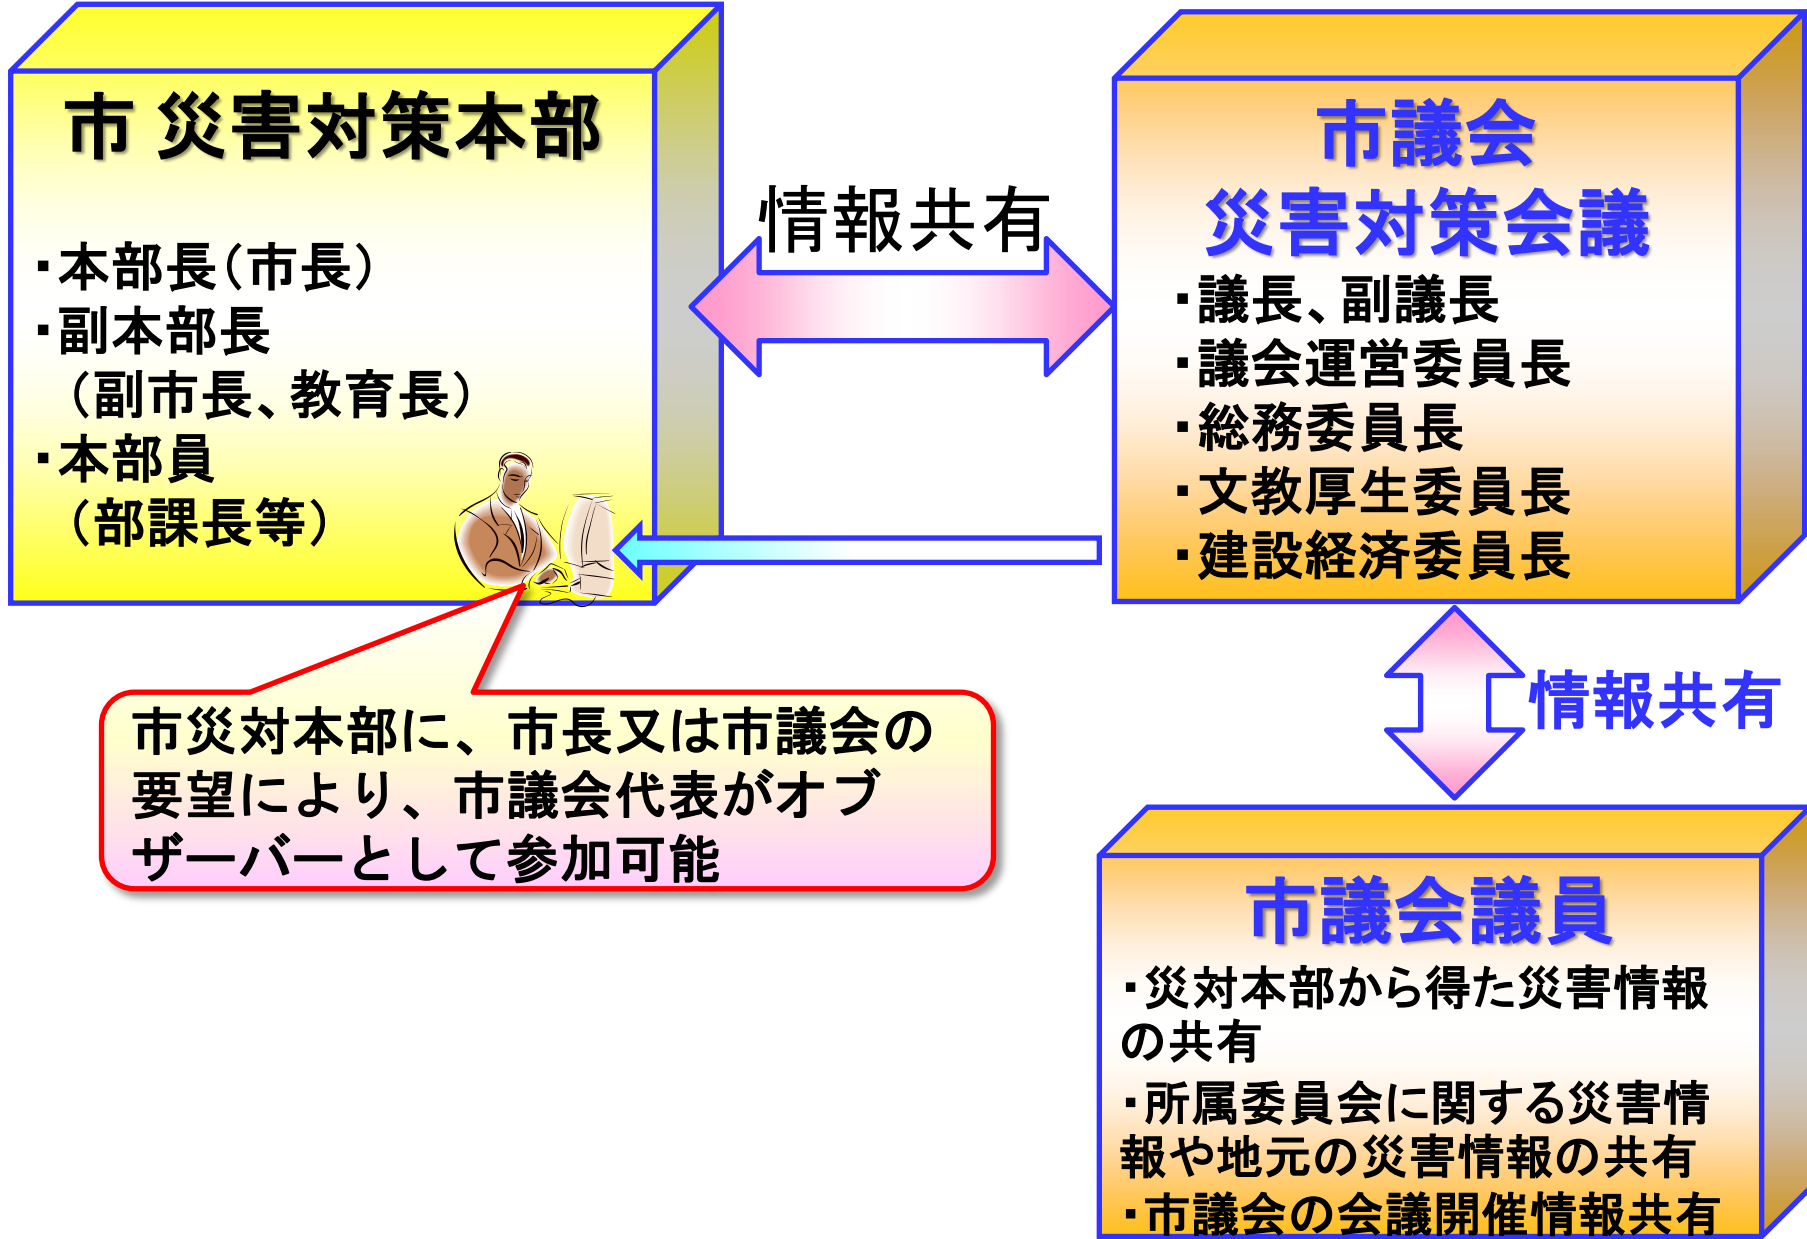 市 災害対策本部
・本部長（市長）
・副本部長
（副市長、教育長）
・本部員
（部課長等）
情報共有
市議会
災害対策会議
・議長、副議長
・議会運営委員長
・総務委員長
・文教厚生委員長
・建設経済委員長
市災対本部に、市長又は市議会の
要望により、市議会代表がオブ
ザーバーとして参加可能
情報共有
市議会議員
・災対本部から得た災害情報
の共有
・所属委員会に関する災害情
報や地元の災害情報の共有
・市議会の会議開催情報共有